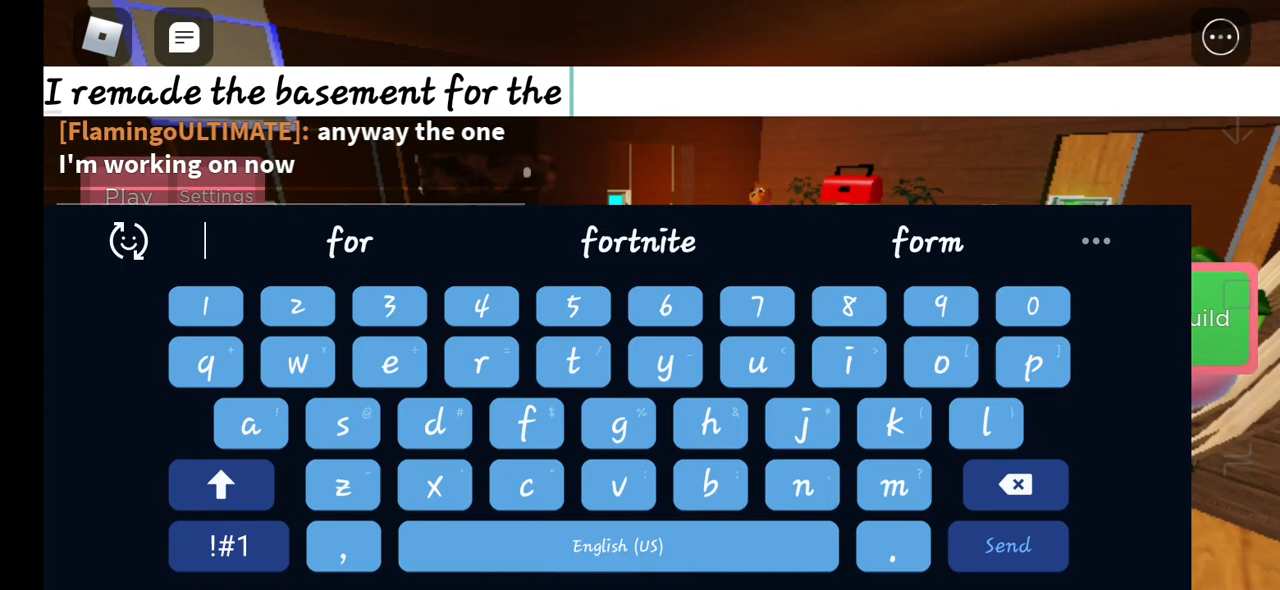 I remade the basement for the
[FlamingoULTIMATE]: anyway the one
I'm working on now
Play Settings
for fortnite form
1 2 3 4 5 6 7 8 9 0
q w e r t y u i o p
a s d f g h j k l
z x c v b n m
!#1 , English (US) . Send
uild